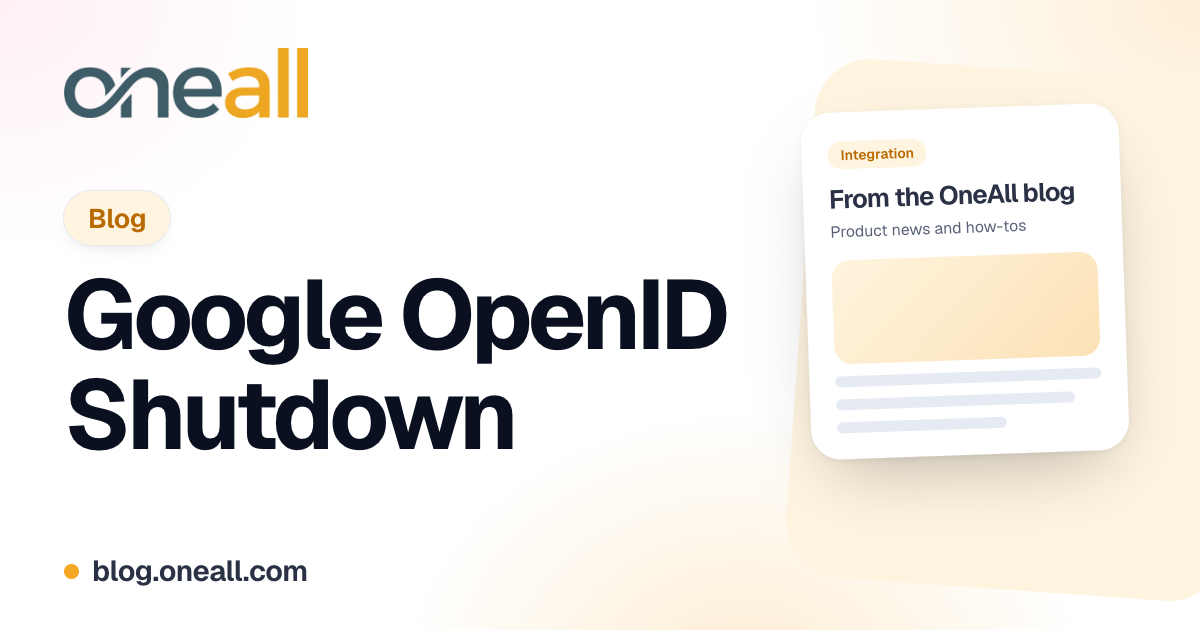 oneall
Blog
Google OpenID
Shutdown
blog.oneall.com
Integration
From the OneAll blog
Product news and how-tos